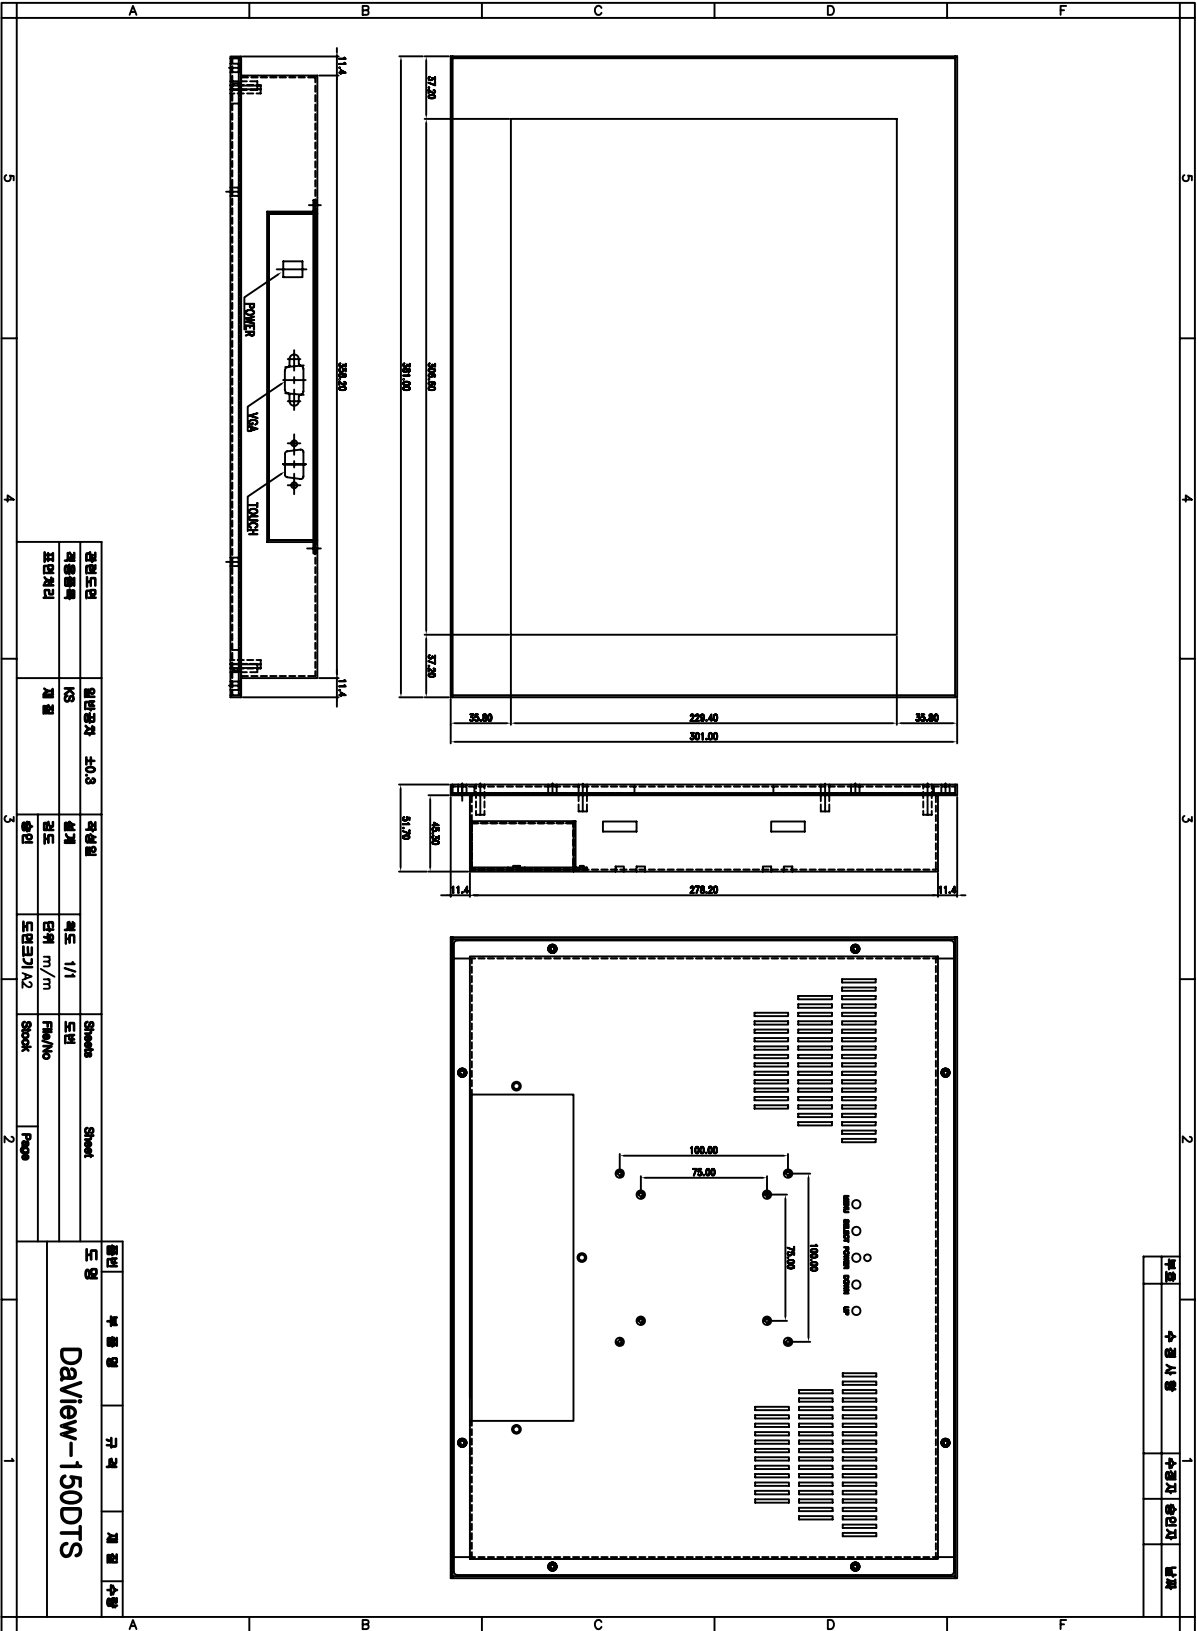 A
B
C
D
F
5
4
3
2
1
5
4
3
2
1
A
B
C
D
F
37.20
306.60
37.20
381.00
35.80
229.40
35.80
301.00
11.4
358.20
11.4
POWER
VGA
TOUCH
51.70
11.4
278.20
11.4
100.00
75.00
75.00
100.00
MENU SELECT POWER DOWN UP
부호 수 정 사 항 수정자 승인자 날짜
관련도면
적용품목
표면처리
일반공차 ±0.3
KS
재 질
작성일
설계
검도
승인
척도 1/1
단위 m/m
도면크기 A2
Sheets Sheet
도번
File/No
Stock Page
품번 부 품 명 규 격 재 질 수량
도 명
DaView-150DTS